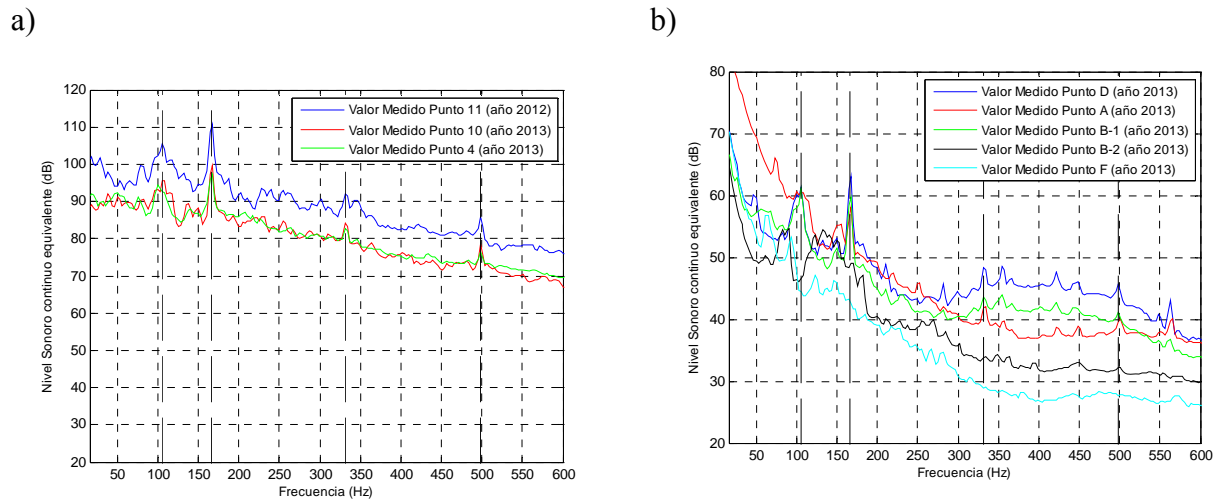 a)
b)
120
110
100
90
80
70
60
50
40
30
20
Nivel Sonoro continuo equivalente (dB)
50 100 150 200 250 300 350 400 450 500 550 600
Frecuencia (Hz)
Valor Medido Punto 11 (año 2012)
Valor Medido Punto 10 (año 2013)
Valor Medido Punto 4 (año 2013)
80
70
60
50
40
30
20
Nivel Sonoro continuo equivalente (dB)
50 100 150 200 250 300 350 400 450 500 550 600
Frecuencia (Hz)
Valor Medido Punto D (año 2013)
Valor Medido Punto A (año 2013)
Valor Medido Punto B-1 (año 2013)
Valor Medido Punto B-2 (año 2013)
Valor Medido Punto F (año 2013)